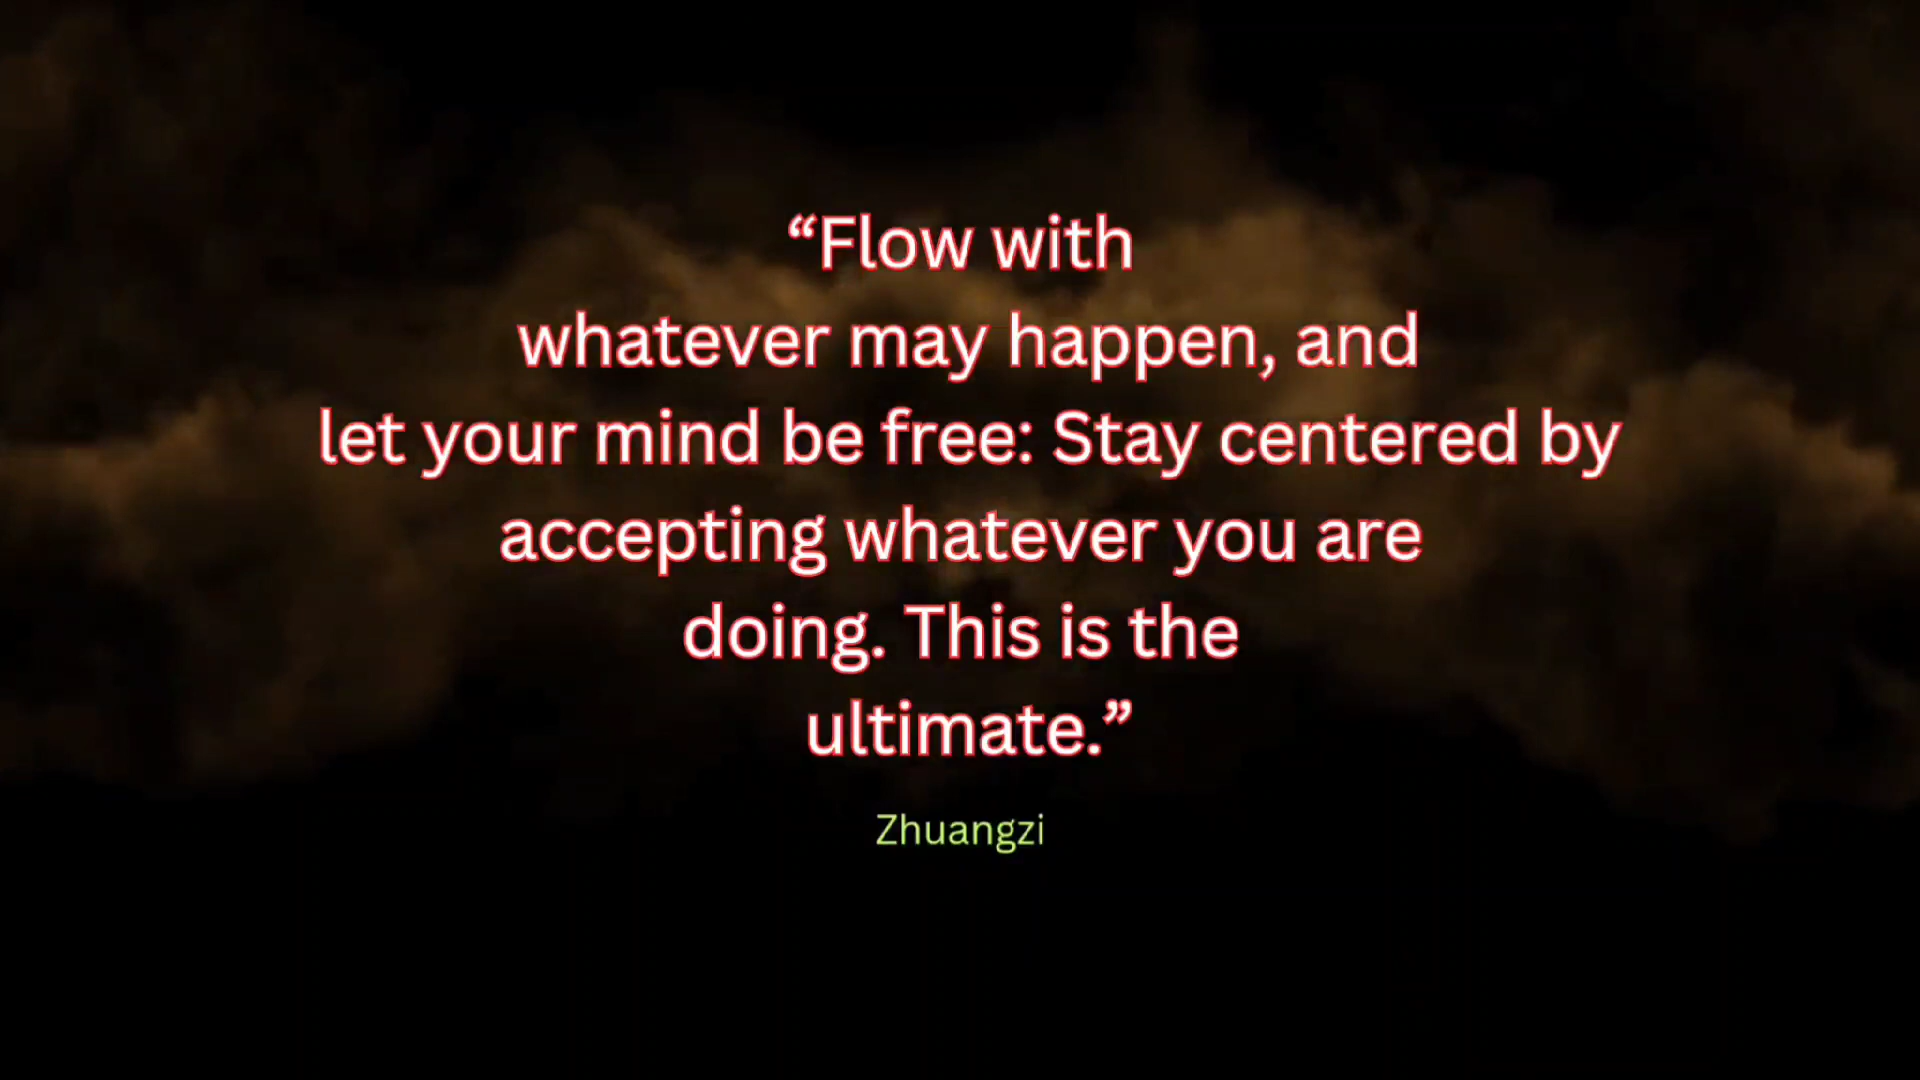 “Flow with
whatever may happen, and
let your mind be free: Stay centered by
accepting whatever you are
doing. This is the
ultimate.”
Zhuangzi